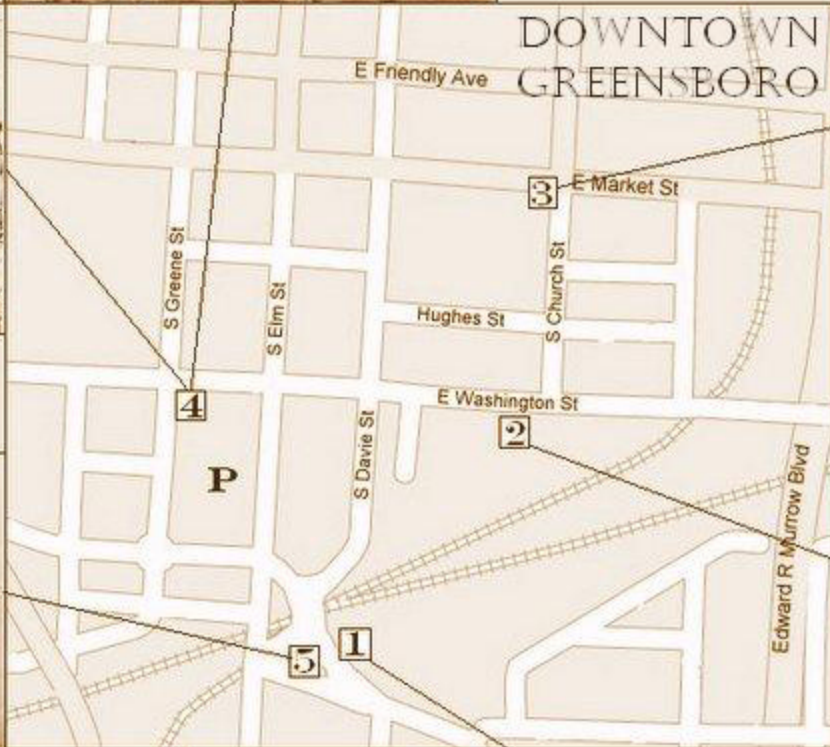 DOWNTOWN
GREENSBORO
E Friendly Ave
3
E Market St
S Greene St
S Elm St
S Church St
Hughes St
4
E Washington St
2
S Davie St
P
Edward R Murrow Blvd
5
1